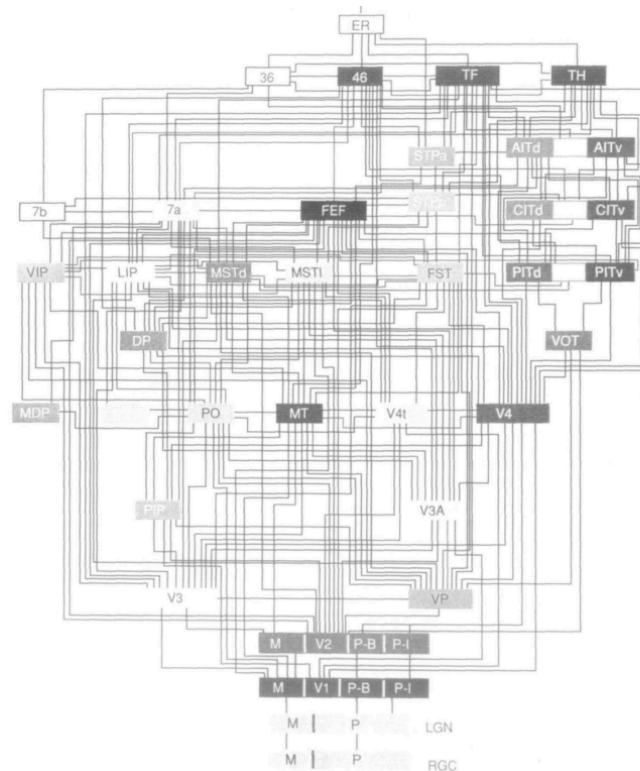 ER
36 46 TF TH
STPa AITd AITv
7b 7a FEF STPp CITd CITv
VIP LIP MSTd MSTl FST PITd PITv
DP VOT
MDP PO MT V4t V4
PIP V3A
V3 VP
M V2 P-B P-I
M V1 P-B P-I
M P LGN
M P RGC